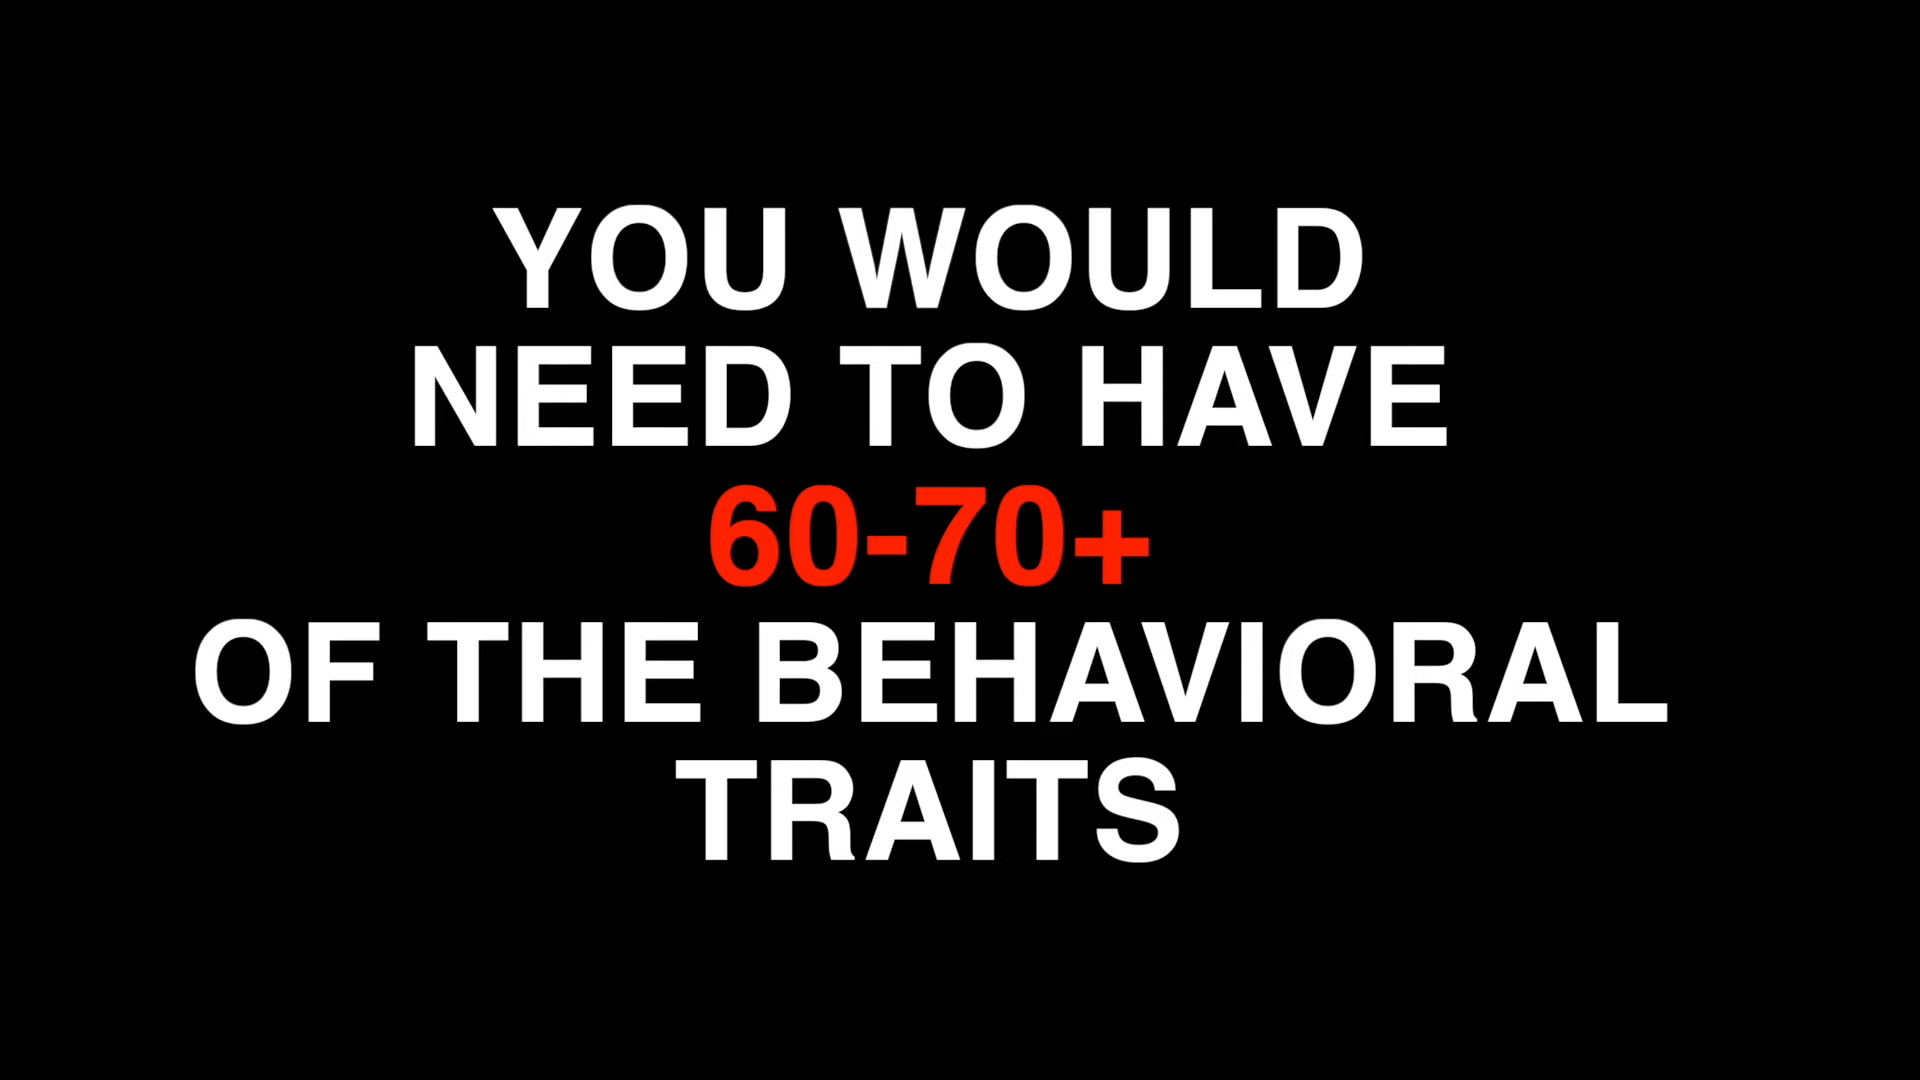 YOU WOULD
NEED TO HAVE
60-70+
OF THE BEHAVIORAL
TRAITS